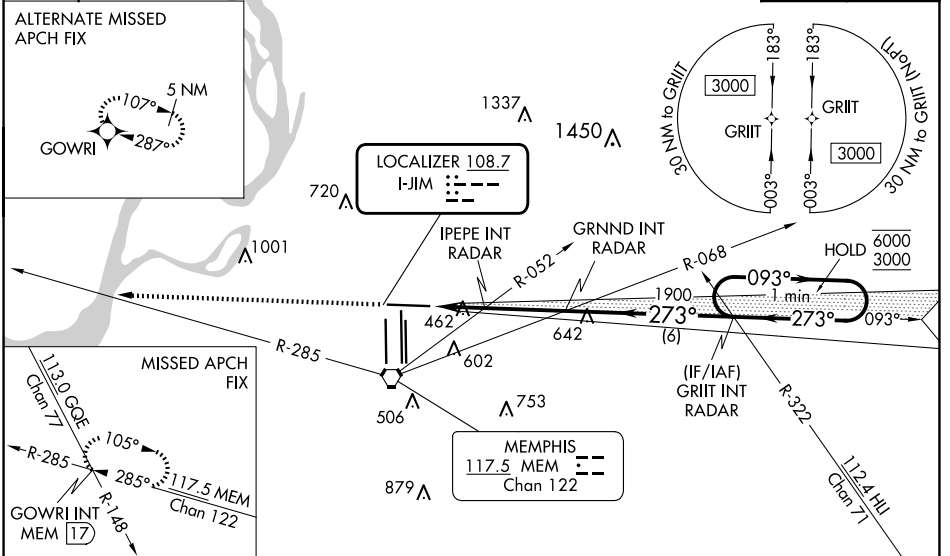 ALTERNATE MISSED
APCH FIX
5 NM
107°
287°
GOWRI
1337
1450
720
1001
LOCALIZER 108.7
I-JIM
IPEPE INT
RADAR
GRNND INT
RADAR
R-052
R-068
30 NM to GRIIT
183°
3000
GRIIT
003°
183°
GRIIT
3000
003°
30 NM to GRIIT (NoPT)
HOLD
6000
3000
093°
1 min
1900
273°
(6)
273°
093°
462
642
602
R-285
(IF/IAF)
GRIIT INT
RADAR
R-322
112.4 HLI
Chan 71
506
753
879
MEMPHIS
117.5 MEM
Chan 122
MISSED APCH
FIX
113.0 GQE
Chan 77
105°
R-285
285°
117.5 MEM
Chan 122
R-148
GOWRI INT
MEM 17